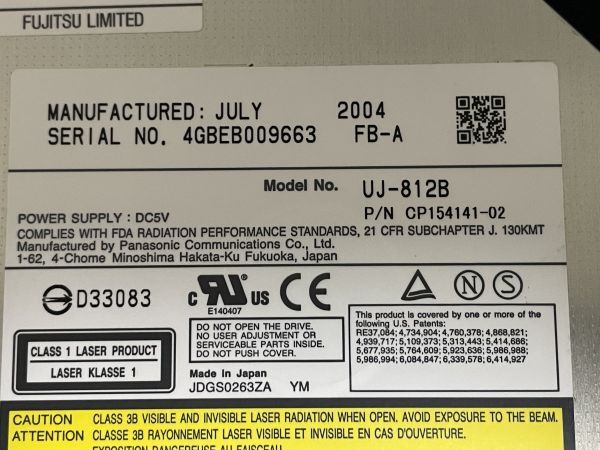 FUJITSU LIMITED
MANUFACTURED: JULY 2004
SERIAL NO. 4GBEB009663 FB-A
Model No. UJ-812B
POWER SUPPLY : DC5V P/N CP154141-02
COMPLIES WITH FDA RADIATION PERFORMANCE STANDARDS, 21 CFR SUBCHAPTER J. 130KMT
Manufactured by Panasonic Communications Co., Ltd.
1-62, 4-Chome Minoshima Hakata-Ku Fukuoka, Japan
D33083
c RU US CE
E140407
N S
DO NOT OPEN THE DRIVE.
NO USER ADJUSTMENT OR
SERVICEABLE PARTS INSIDE.
DO NOT PUSH COVER.
This product is covered by one or more of the
following U.S. Patents:
RE37,084; 4,734,904; 4,760,378; 4,868,821;
4,939,717; 5,109,373; 5,313,443; 5,414,686;
5,677,935; 5,764,609; 5,923,636; 5,986,988;
5,986,994; 6,084,847; 6,339,578; 6,414,927
CLASS 1 LASER PRODUCT
LASER KLASSE 1
Made in Japan
JDGS0263ZA YM
CAUTION CLASS 3B VISIBLE AND INVISIBLE LASER RADIATION WHEN OPEN. AVOID EXPOSURE TO THE BEAM.
ATTENTION CLASSE 3B RAYONNEMENT LASER VISIBLE ET INVISIBLE EN CAS D'OUVERTURE.
EXPOSITION DANGEREUSE AU FAISCEAU.